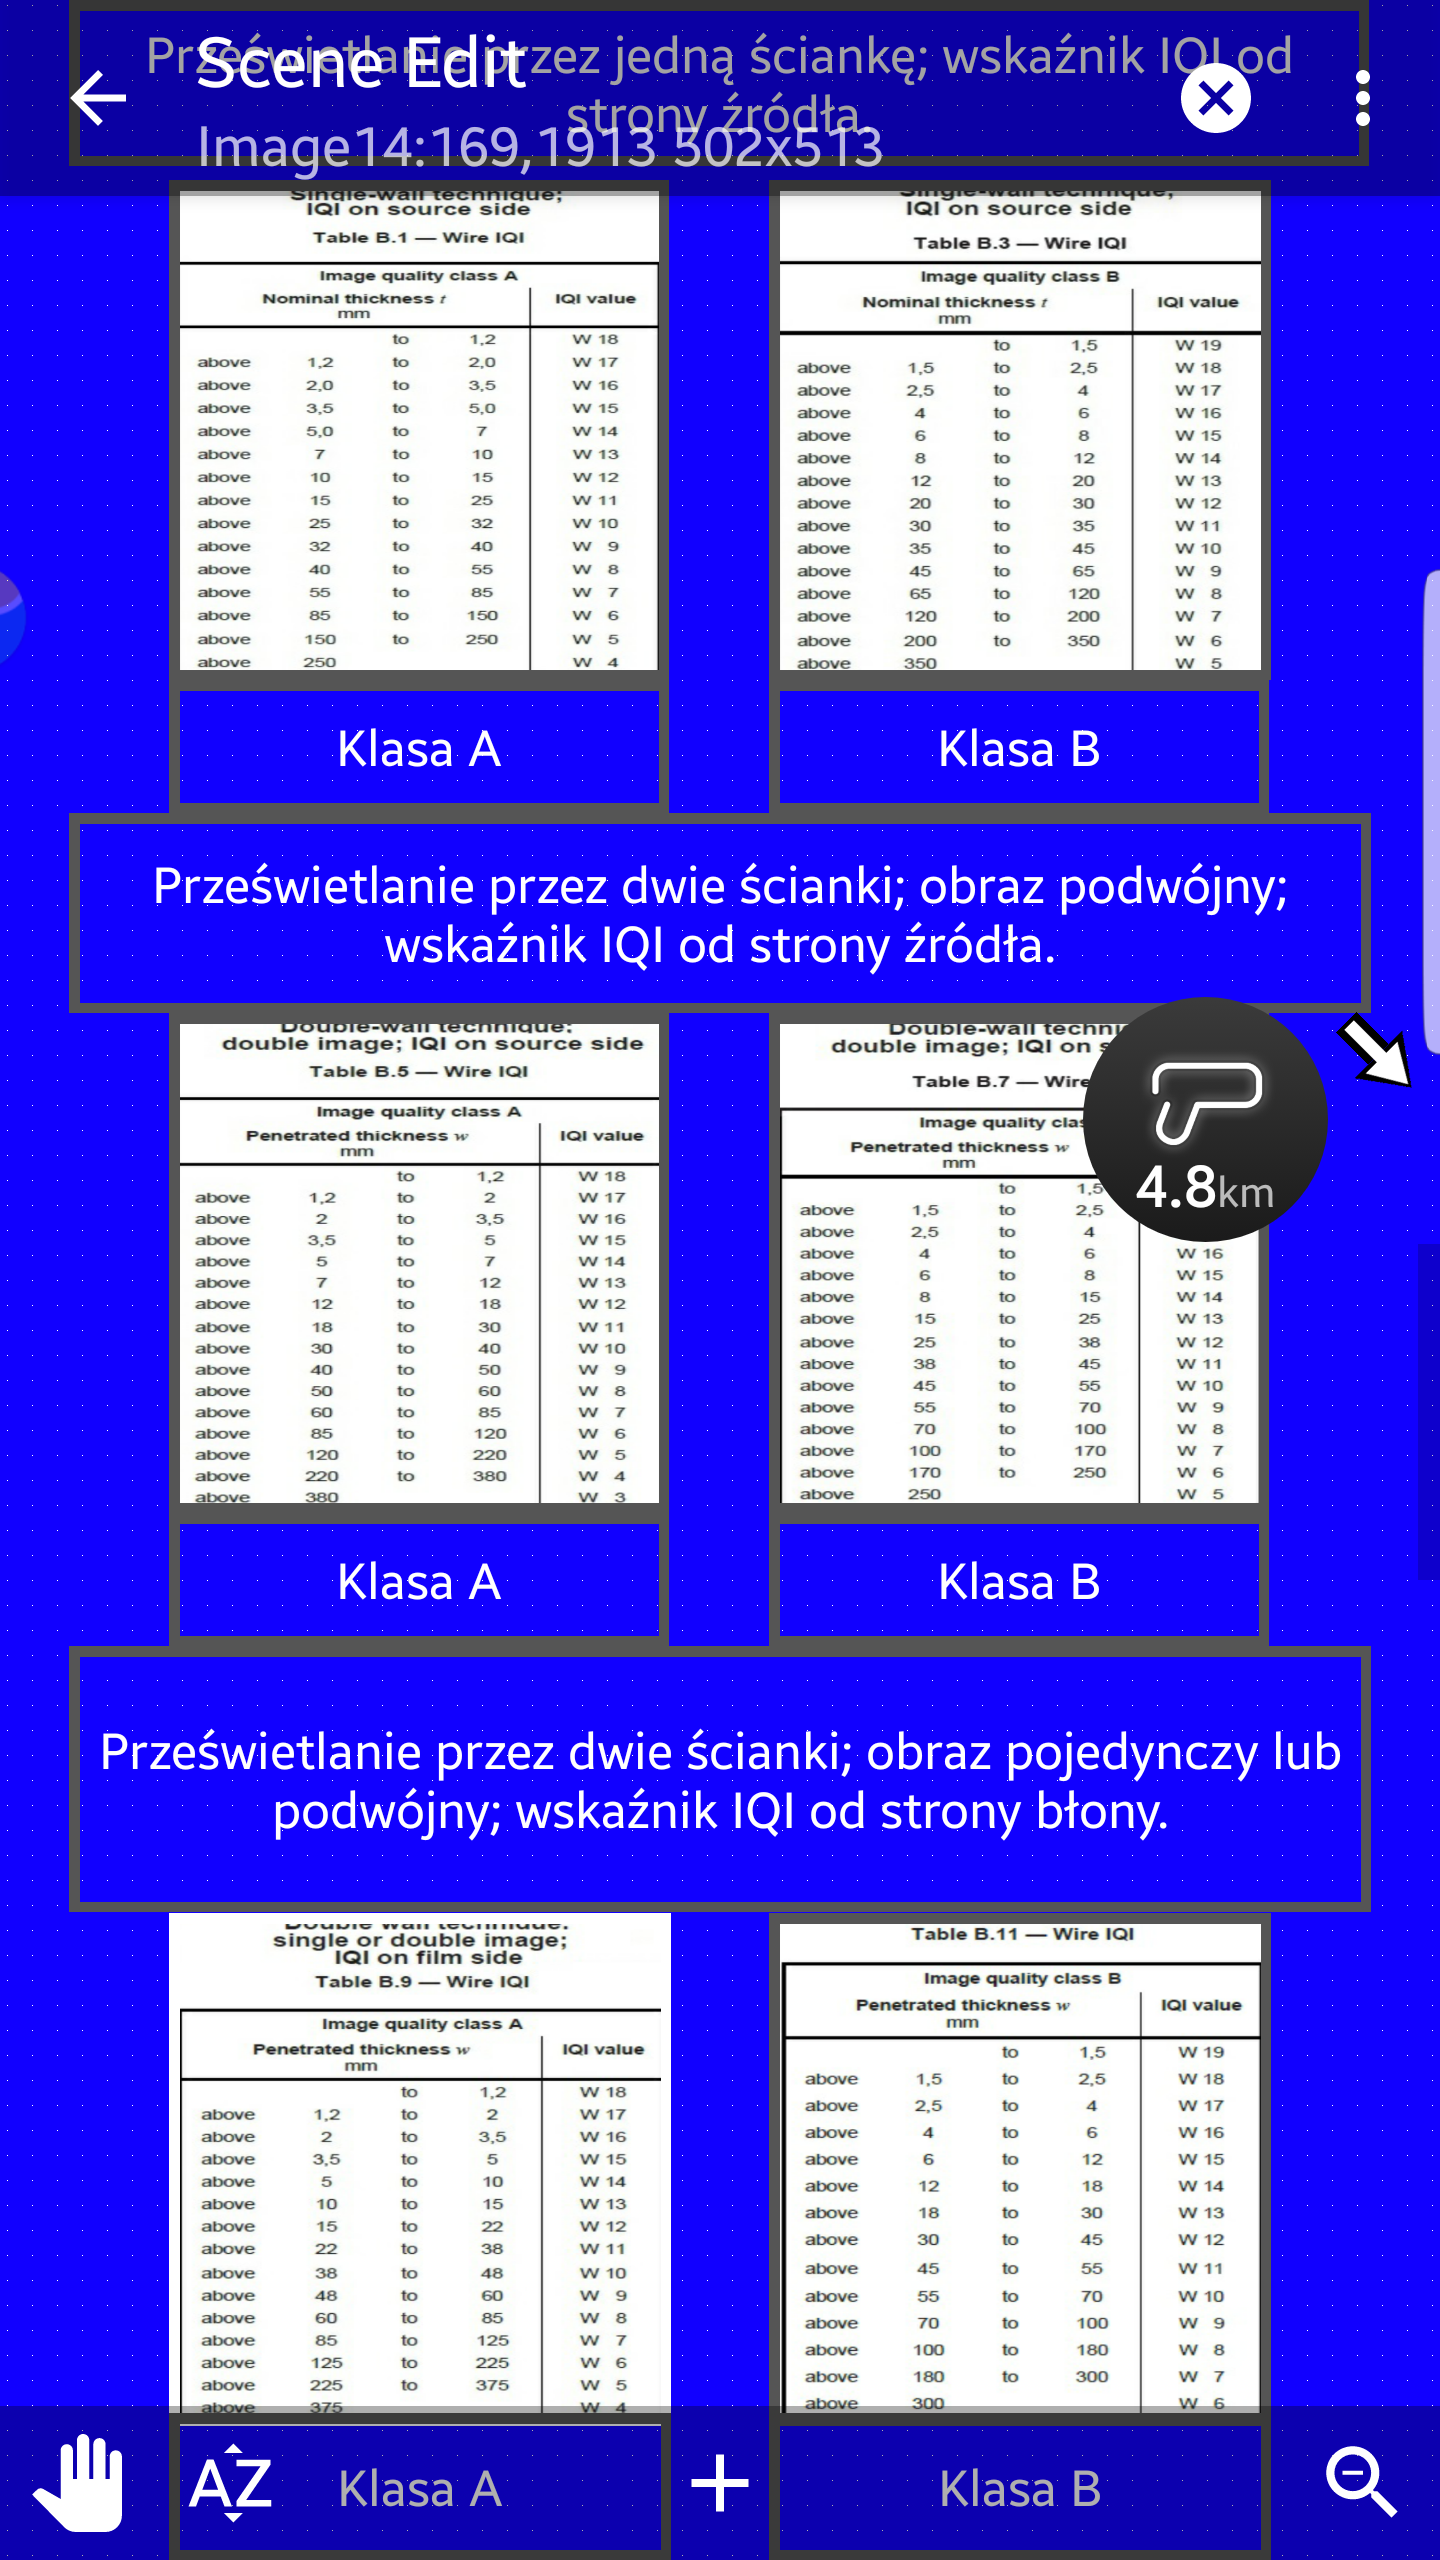 Prześwietlanie przez jedną ściankę; wskaźnik IQI od
strony źródła.
Scene Edit
Image14:169,1913 502x513
Single-wall technique;
IQI on source side
Table B.1 — Wire IQI
Image quality class A
Nominal thickness t
mm
IQI value
to 1,2 W 18
above 1,2 to 2,0 W 17
above 2,0 to 3,5 W 16
above 3,5 to 5,0 W 15
above 5,0 to 7 W 14
above 7 to 10 W 13
above 10 to 15 W 12
above 15 to 25 W 11
above 25 to 32 W 10
above 32 to 40 W 9
above 40 to 55 W 8
above 55 to 85 W 7
above 85 to 150 W 6
above 150 to 250 W 5
above 250 W 4
Single-wall technique;
IQI on source side
Table B.3 — Wire IQI
Image quality class B
Nominal thickness t
mm
IQI value
to 1,5 W 19
above 1,5 to 2,5 W 18
above 2,5 to 4 W 17
above 4 to 6 W 16
above 6 to 8 W 15
above 8 to 12 W 14
above 12 to 20 W 13
above 20 to 30 W 12
above 30 to 35 W 11
above 35 to 45 W 10
above 45 to 65 W 9
above 65 to 120 W 8
above 120 to 200 W 7
above 200 to 350 W 6
above 350 W 5
Klasa A
Klasa B
Prześwietlanie przez dwie ścianki; obraz podwójny;
wskaźnik IQI od strony źródła.
Double-wall technique;
double image; IQI on source side
Table B.5 — Wire IQI
Image quality class A
Penetrated thickness w
mm
IQI value
to 1,2 W 18
above 1,2 to 2 W 17
above 2 to 3,5 W 16
above 3,5 to 5 W 15
above 5 to 7 W 14
above 7 to 12 W 13
above 12 to 18 W 12
above 18 to 30 W 11
above 30 to 40 W 10
above 40 to 50 W 9
above 50 to 60 W 8
above 60 to 85 W 7
above 85 to 120 W 6
above 120 to 220 W 5
above 220 to 380 W 4
above 380 W 3
Double-wall
double image; IQI on
Table B.7 — Wire
Image quality
Penetrated thickness w
mm
to 1,5
above 1,5 to 2,5
above 2,5 to 4
above 4 to 6 W 16
above 6 to 8 W 15
above 8 to 15 W 14
above 15 to 25 W 13
above 25 to 38 W 12
above 38 to 45 W 11
above 45 to 55 W 10
above 55 to 70 W 9
above 70 to 100 W 8
above 100 to 170 W 7
above 170 to 250 W 6
above 250 W 5
4.8km
Klasa A
Klasa B
Prześwietlanie przez dwie ścianki; obraz pojedynczy lub
podwójny; wskaźnik IQI od strony błony.
Double wall technique;
single or double image;
IQI on film side
Table B.9 — Wire IQI
Image quality class A
Penetrated thickness w
mm
IQI value
to 1,2 W 18
above 1,2 to 2 W 17
above 2 to 3,5 W 16
above 3,5 to 5 W 15
above 5 to 10 W 14
above 10 to 15 W 13
above 15 to 22 W 12
above 22 to 38 W 11
above 38 to 48 W 10
above 48 to 60 W 9
above 60 to 85 W 8
above 85 to 125 W 7
above 125 to 225 W 6
above 225 to 375 W 5
above 375 W 4
Table B.11 — Wire IQI
Image quality class B
Penetrated thickness w
mm
IQI value
to 1,5 W 19
above 1,5 to 2,5 W 18
above 2,5 to 4 W 17
above 4 to 6 W 16
above 6 to 12 W 15
above 12 to 18 W 14
above 18 to 30 W 13
above 30 to 45 W 12
above 45 to 55 W 11
above 55 to 70 W 10
above 70 to 100 W 9
above 100 to 180 W 8
above 180 to 300 W 7
above 300 W 6
AZ
Klasa A
Klasa B